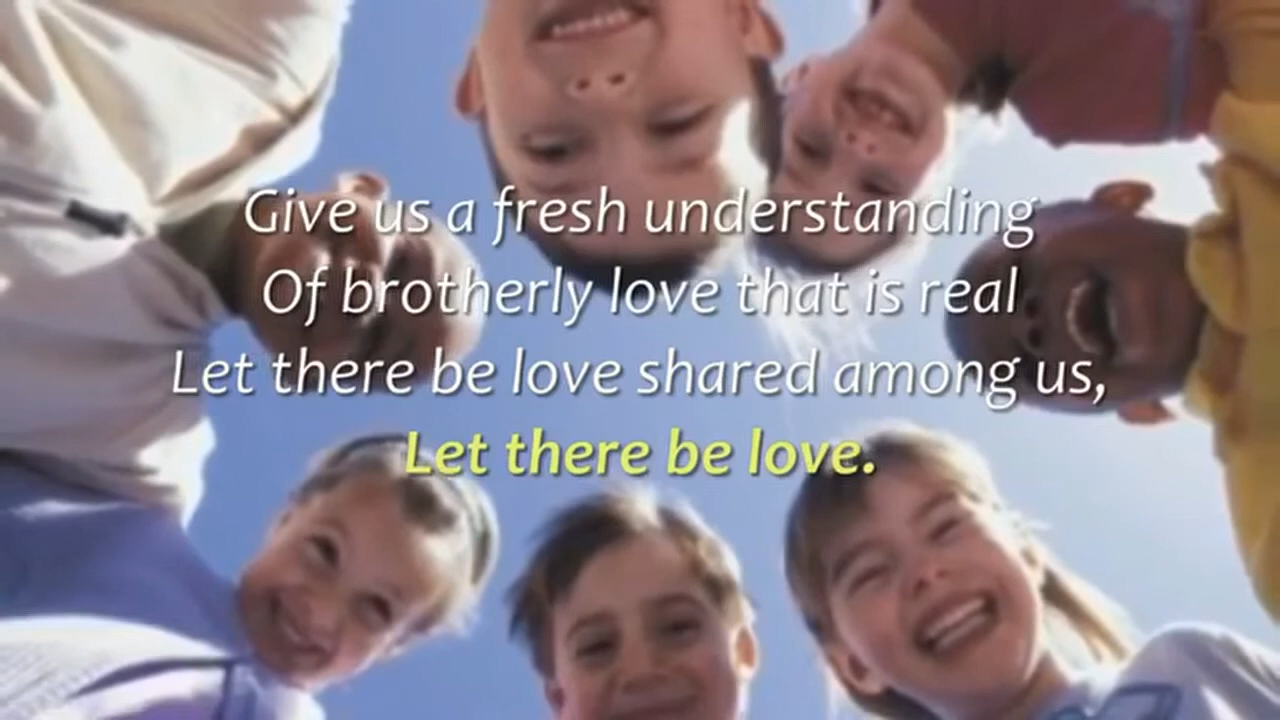 Give us a fresh understanding
Of brotherly love that is real
Let there be love shared among us,
Let there be love.